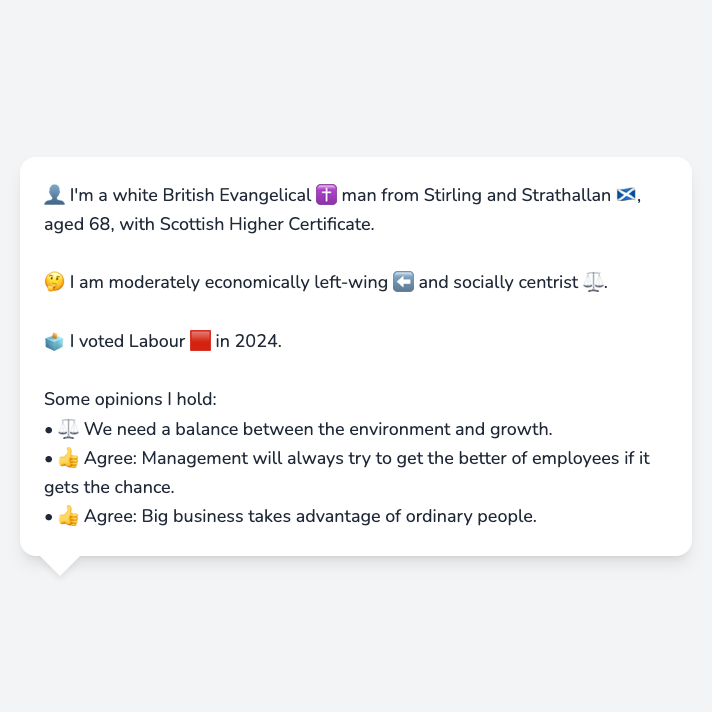 👤 I'm a white British Evangelical ✝️ man from Stirling and Strathallan 🏴󠁧󠁢󠁳󠁣󠁴󠁿,
aged 68, with Scottish Higher Certificate.
🤔 I am moderately economically left-wing ⬅️ and socially centrist ⚖️.
🗳️ I voted Labour 🟥 in 2024.
Some opinions I hold:
• ⚖️ We need a balance between the environment and growth.
• 👍 Agree: Management will always try to get the better of employees if it
gets the chance.
• 👍 Agree: Big business takes advantage of ordinary people.